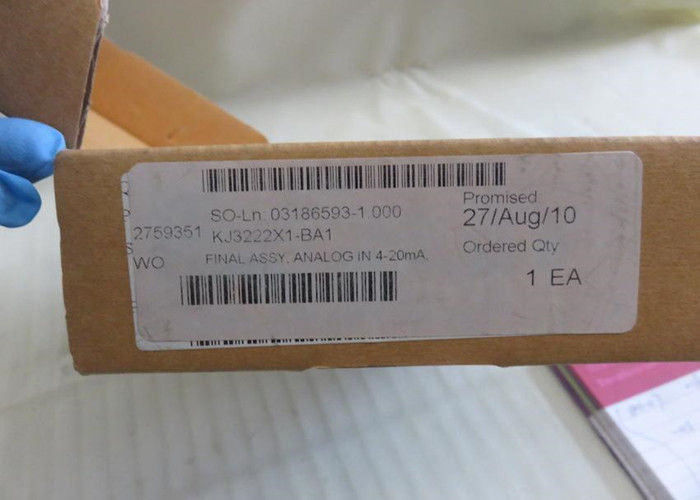 SO-Ln: 03186593-1.000
Promised
27/Aug/10
2759351
KJ3222X1-BA1
Ordered Qty
WO
FINAL ASSY. ANALOG IN 4-20mA.
1 EA